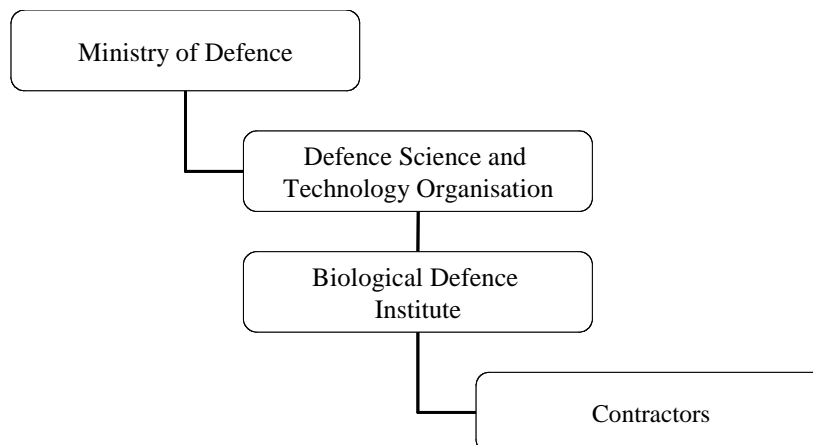 Ministry of Defence
Defence Science and
Technology Organisation
Biological Defence
Institute
Contractors